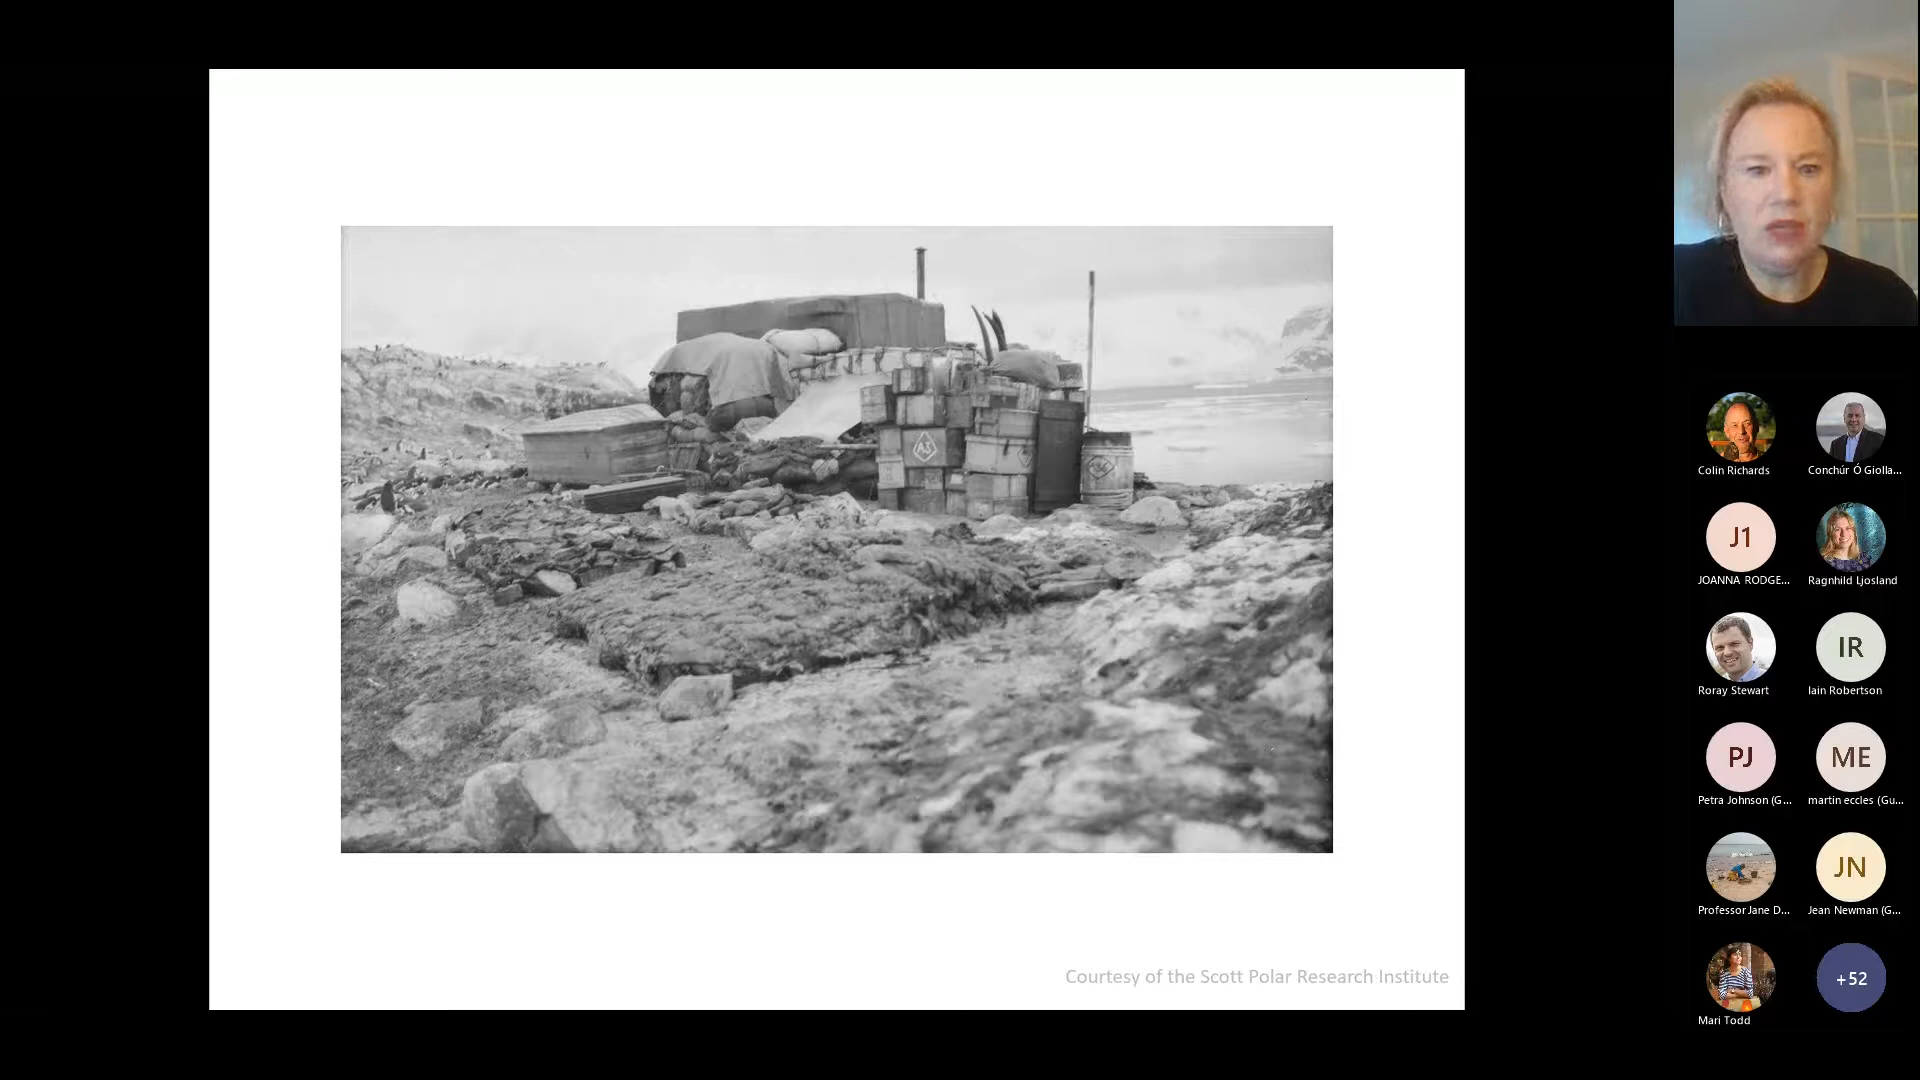 A3
Courtesy of the Scott Polar Research Institute
Colin Richards
Conchúr Ó Giolla...
J1
JOANNA RODGE...
Ragnhild Ljosland
Roray Stewart
IR
Iain Robertson
PJ
Petra Johnson (G...
ME
martin eccles (Gu...
Professor Jane D...
JN
Jean Newman (G...
Mari Todd
+52